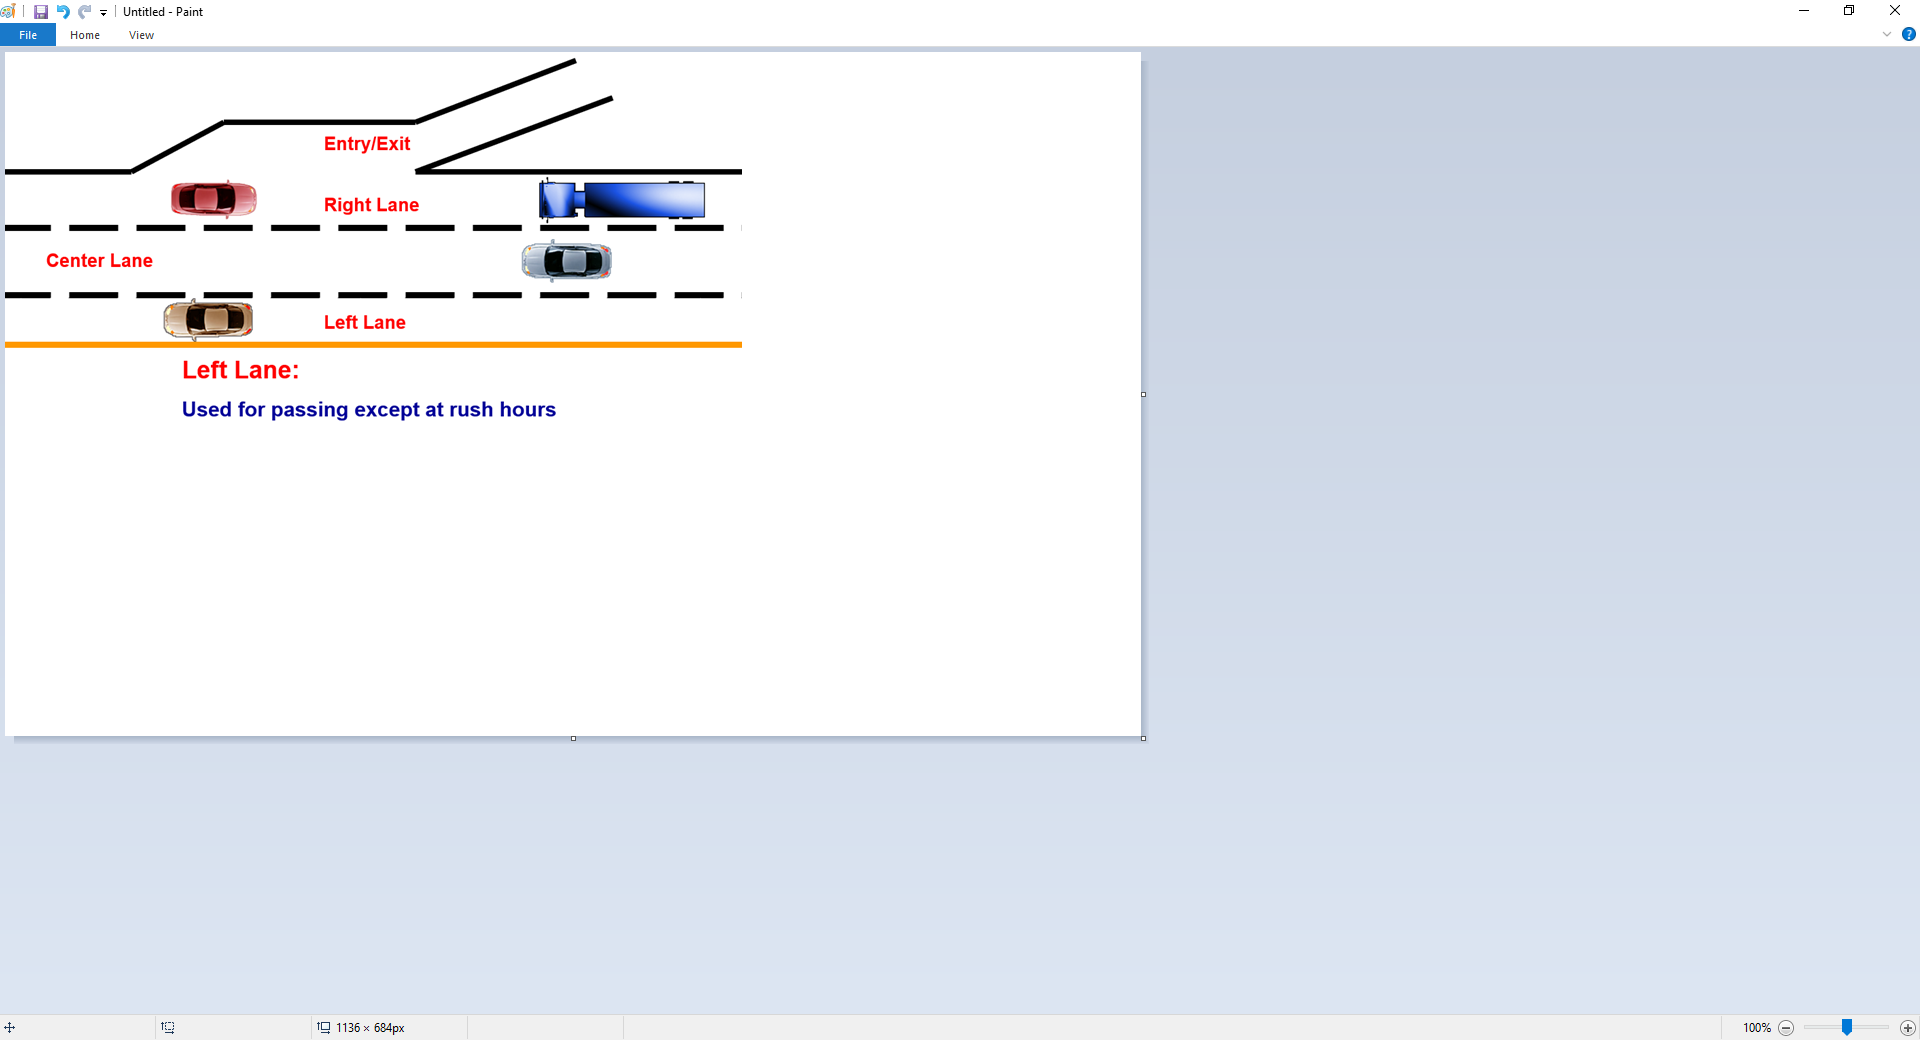 Untitled - Paint
File Home View
Entry/Exit
Right Lane
Center Lane
Left Lane
Left Lane:
Used for passing except at rush hours
1136 × 684px
100%